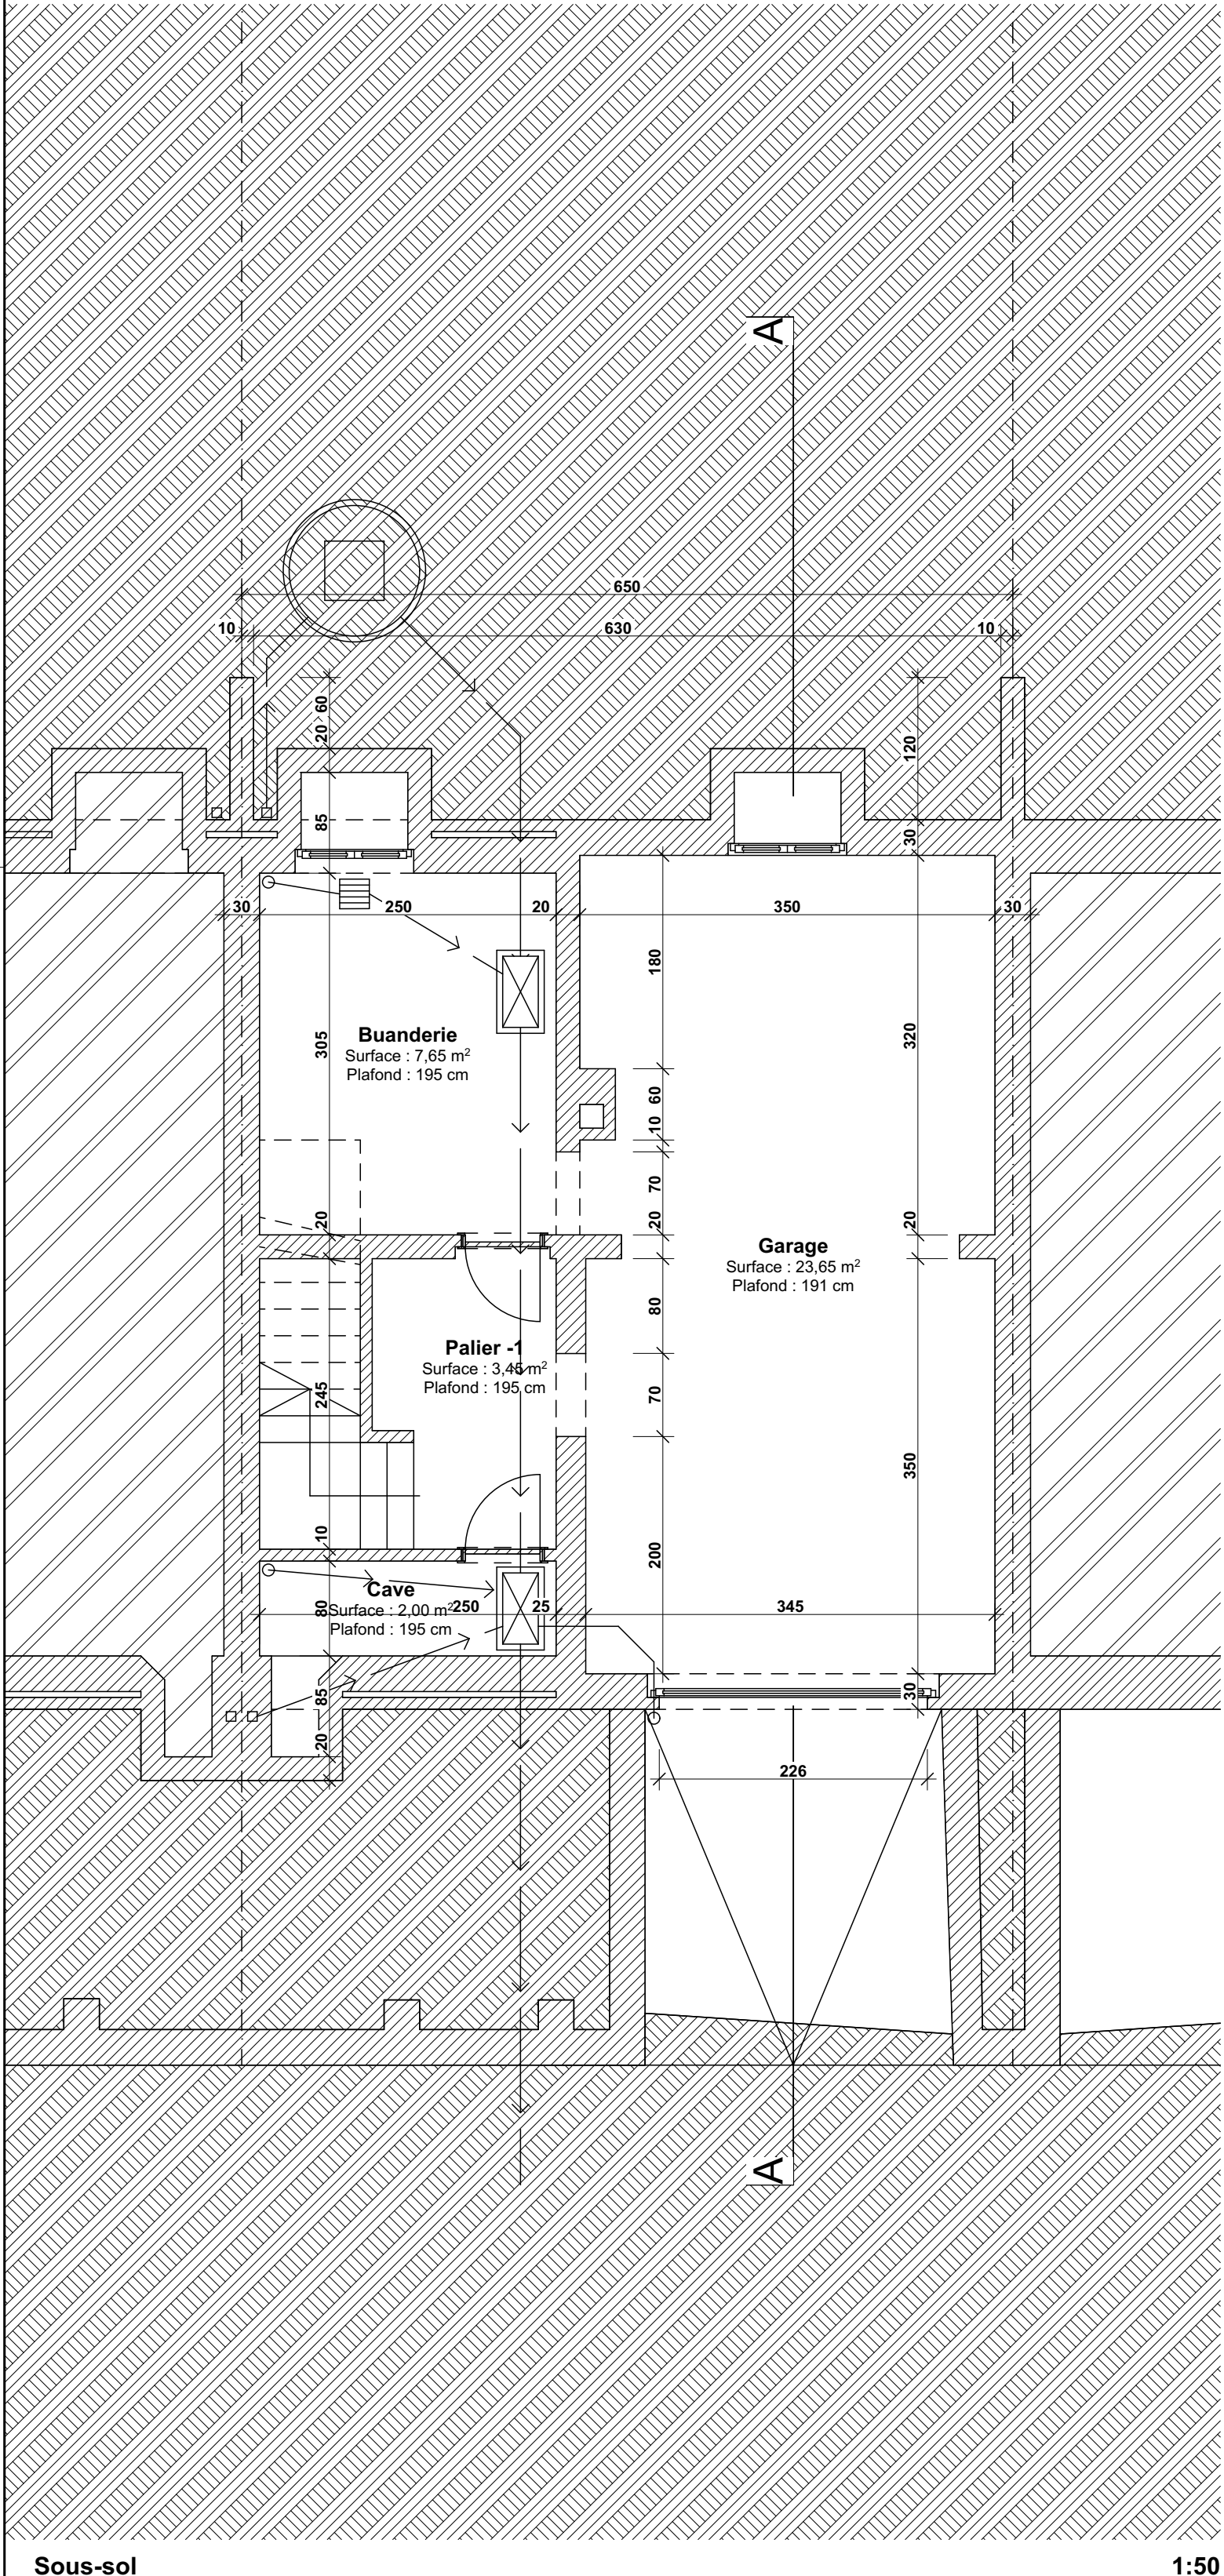 A
650
10
630
10
20 60
120
85
30
30
250
20
350
30
180
305
320
Buanderie
Surface : 7,65 m²
Plafond : 195 cm
10 60
70
20
20
20
Garage
Surface : 23,65 m²
Plafond : 191 cm
80
Palier -1
Surface : 3,45 m²
Plafond : 195 cm
245
70
350
10
200
Cave
Surface : 2,00 m²
Plafond : 195 cm
80
250
25
345
85
30
20
226
A
Sous-sol
1:50